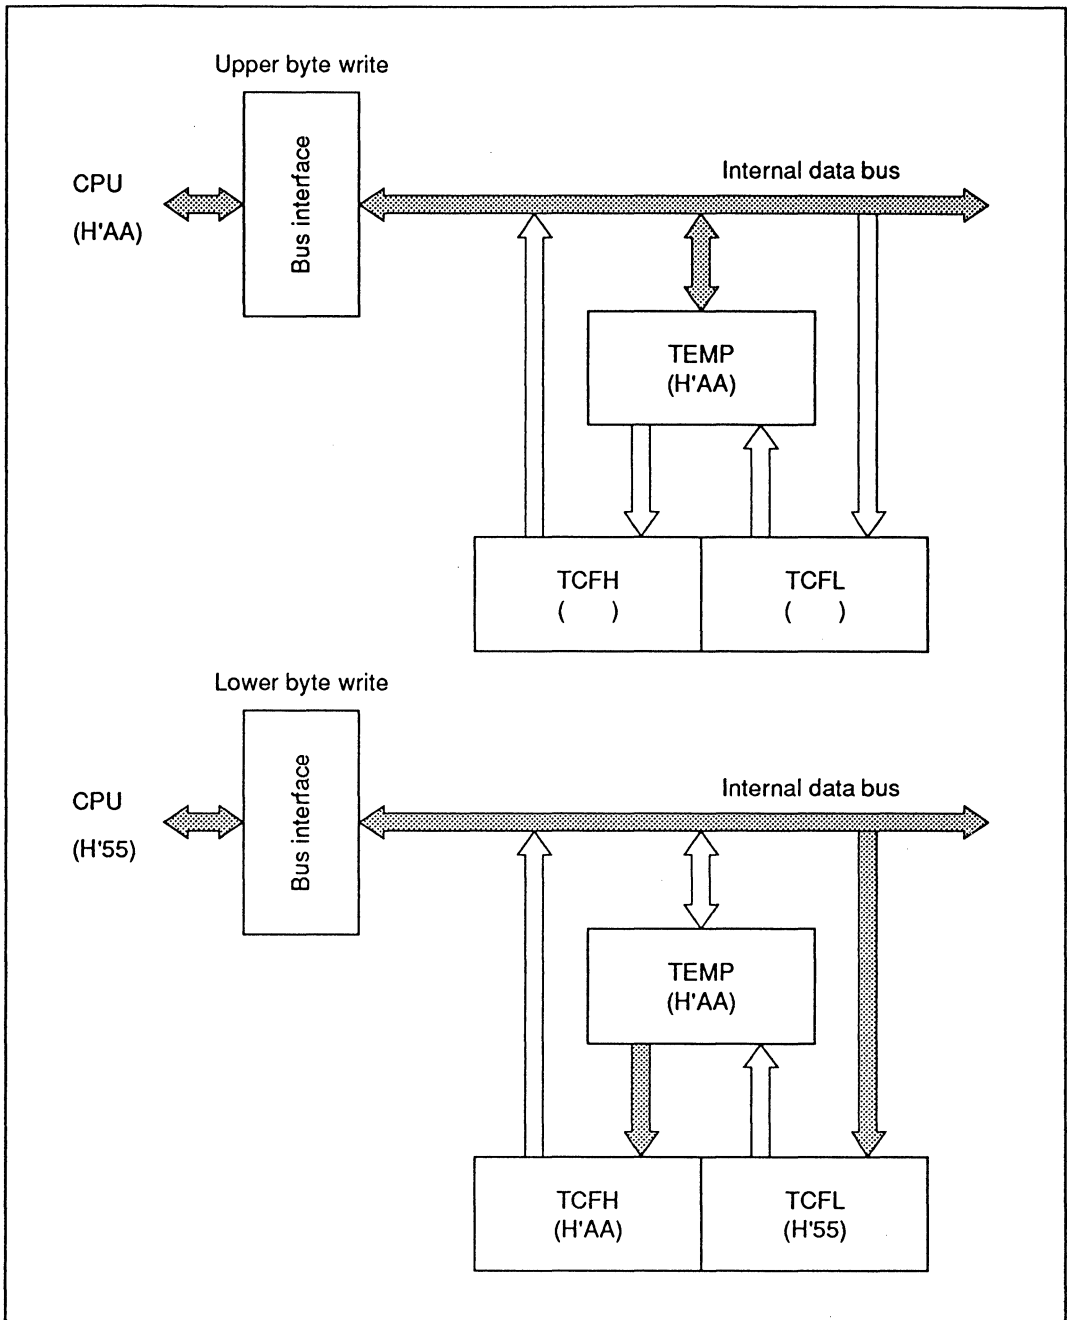 Upper byte write
CPU
(H'AA)
Bus interface
Internal data bus
TEMP
(H'AA)
TCFH
( )
TCFL
( )
Lower byte write
CPU
(H'55)
Bus interface
Internal data bus
TEMP
(H'AA)
TCFH
(H'AA)
TCFL
(H'55)